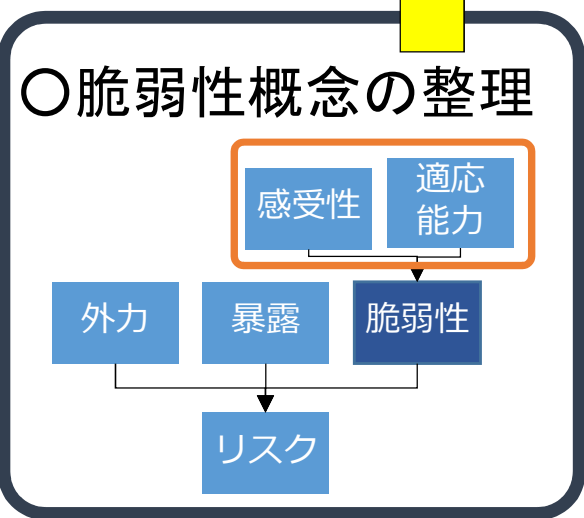 〇脆弱性概念の整理
感受性
適応
能力
外力
暴露
脆弱性
リスク